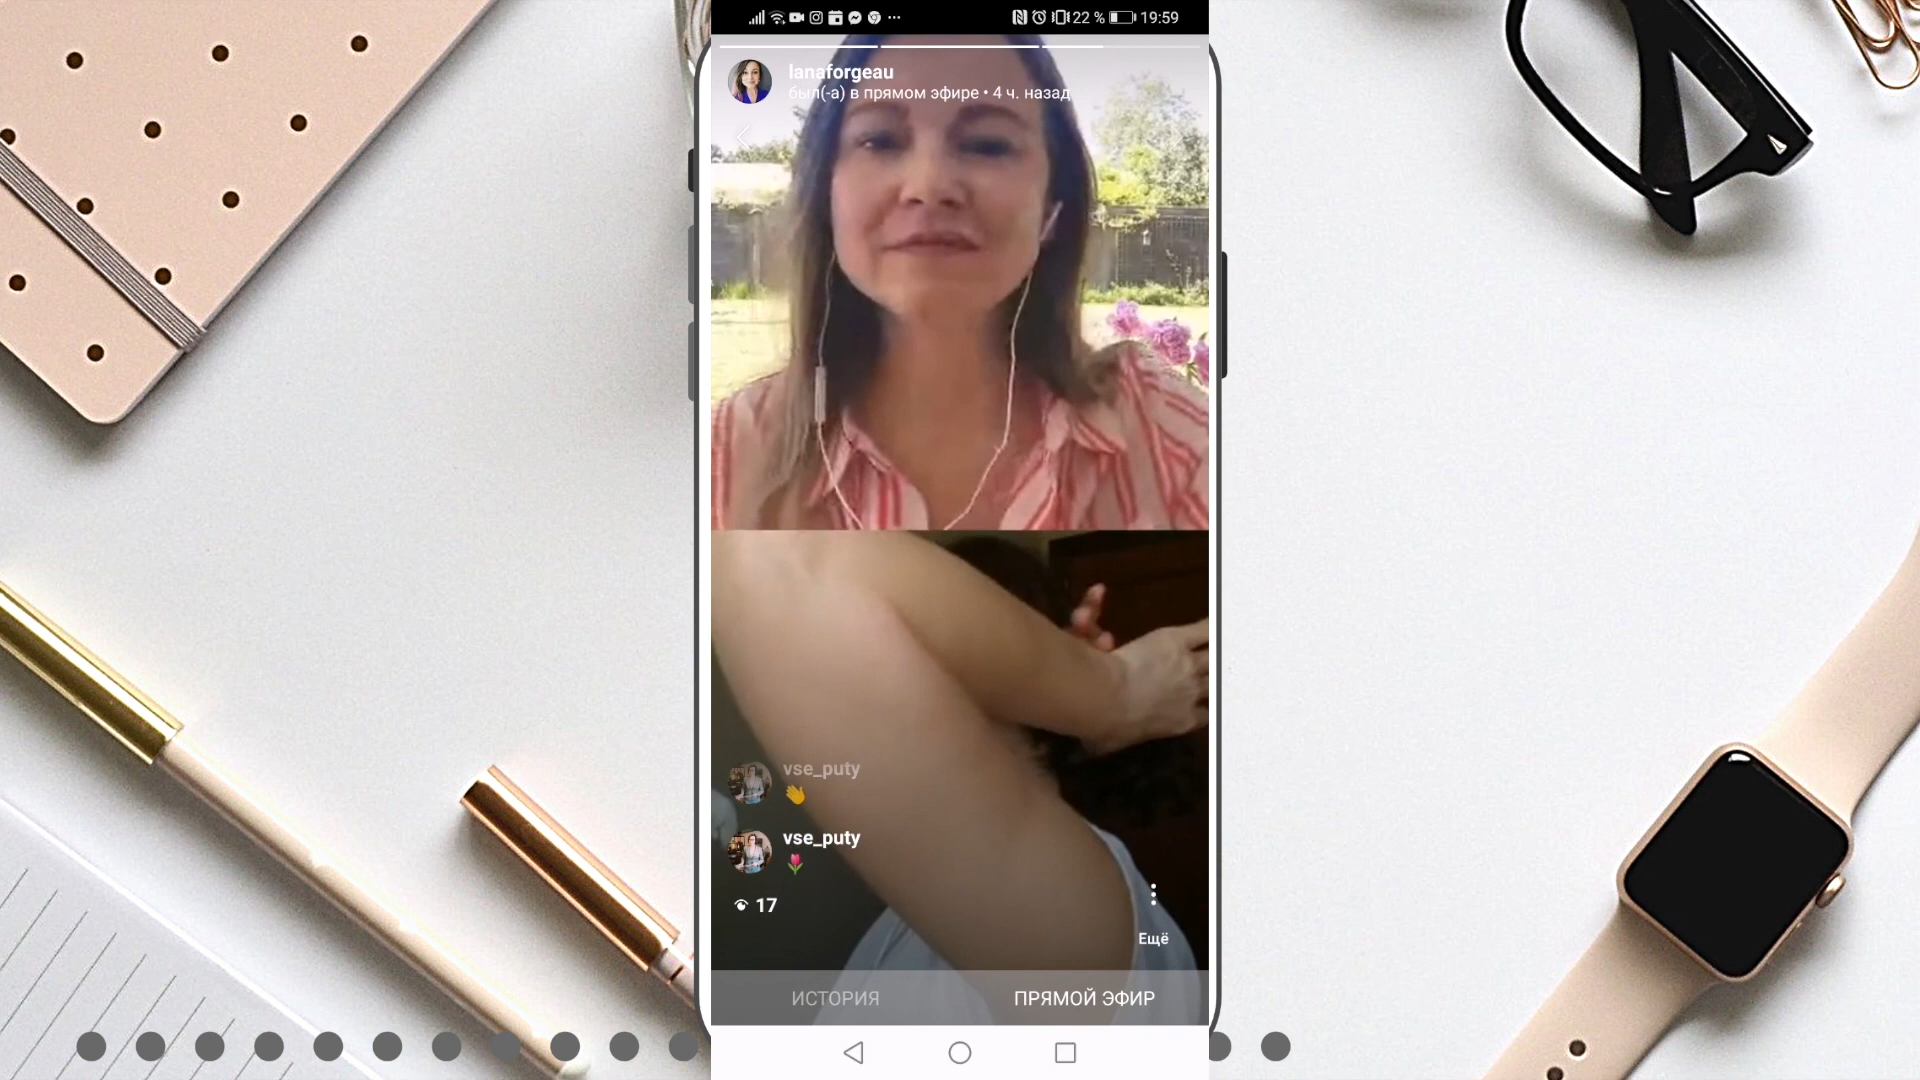 22 % 19:59
lanaforgeau
был(-а) в прямом эфире • 4 ч. назад
vse_puty
vse_puty
17
Ещё
ИСТОРИЯ
ПРЯМОЙ ЭФИР